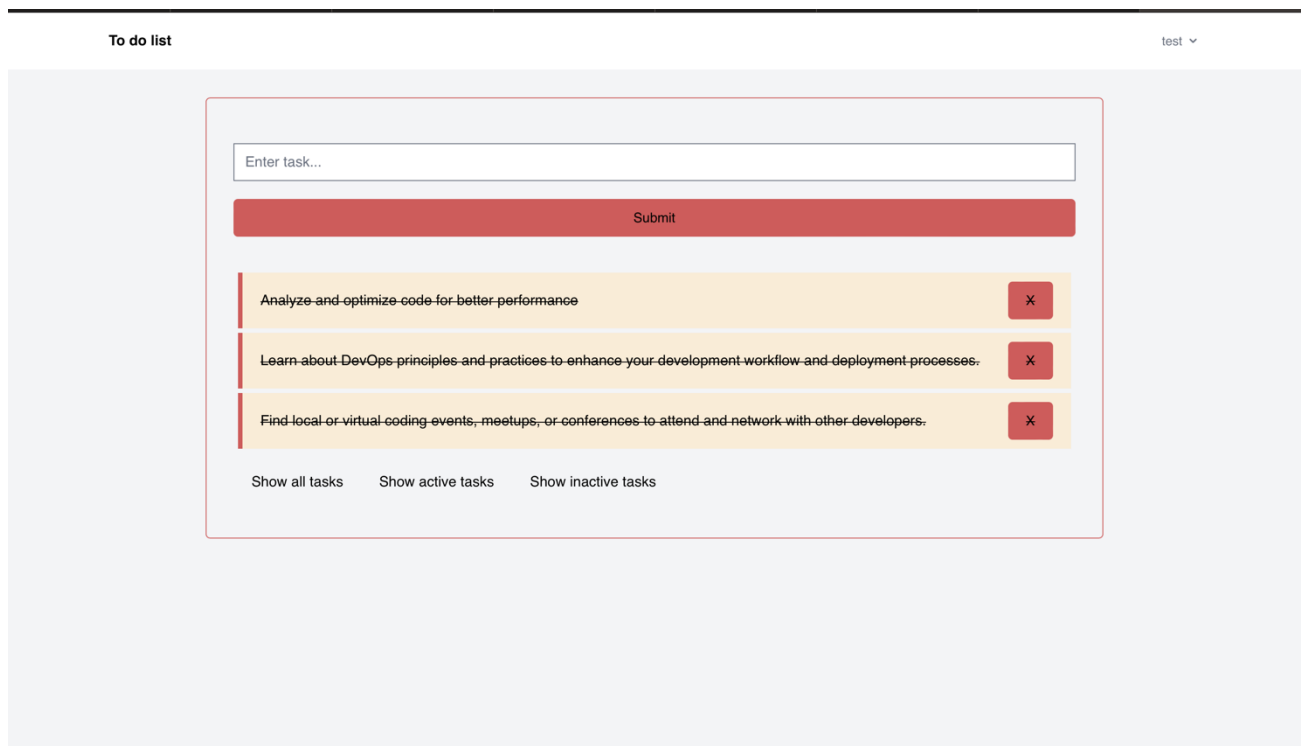 To do list
test
Enter task...
Submit
Analyze and optimize code for better performance
X
Learn about DevOps principles and practices to enhance your development workflow and deployment processes.
X
Find local or virtual coding events, meetups, or conferences to attend and network with other developers.
X
Show all tasks
Show active tasks
Show inactive tasks